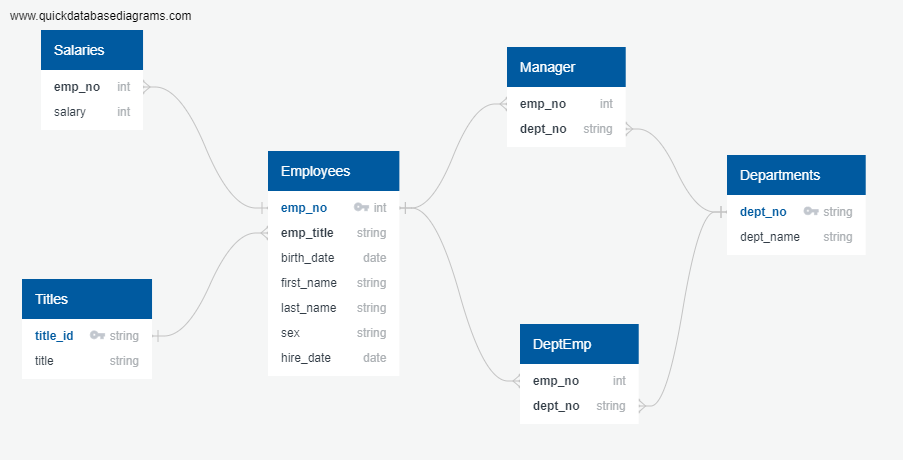 www.quickdatabasediagrams.com
Salaries
emp_no int
salary int
Titles
title_id string
title string
Employees
emp_no int
emp_title string
birth_date date
first_name string
last_name string
sex string
hire_date date
Manager
emp_no int
dept_no string
DeptEmp
emp_no int
dept_no string
Departments
dept_no string
dept_name string